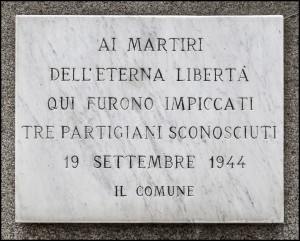 AI MARTIRI
DELL'ETERNA LIBERTÀ
QUI FURONO IMPICCATI
TRE PARTIGIANI SCONOSCIUTI
19 SETTEMBRE 1944
IL COMUNE